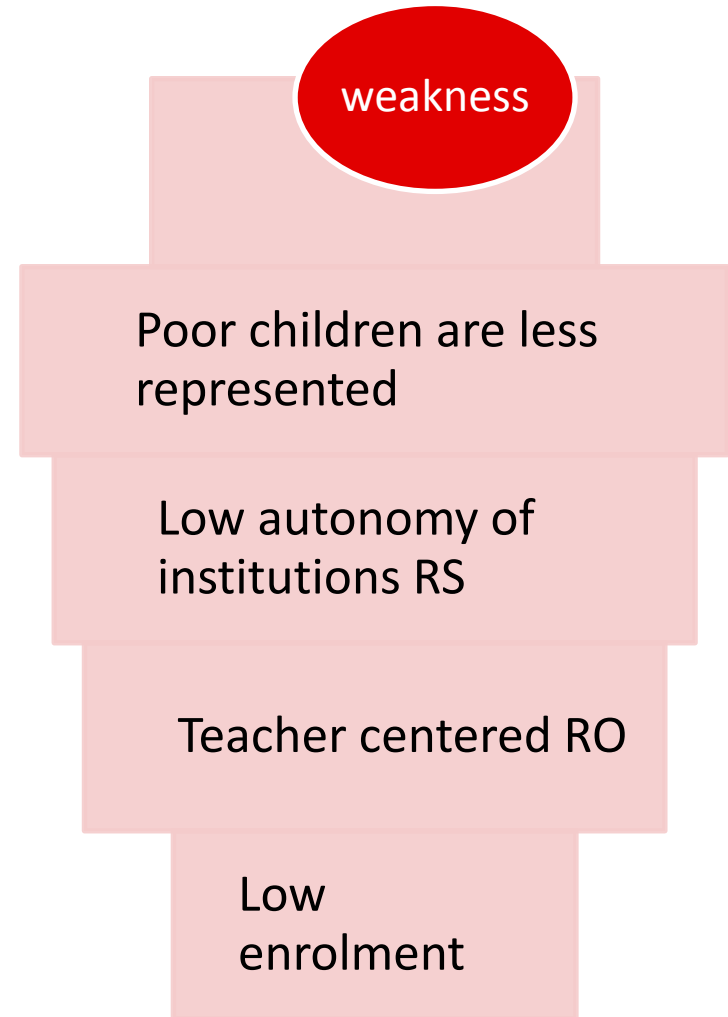 weakness
Poor children are less
represented
Low autonomy of
institutions RS
Teacher centered RO
Low
enrolment